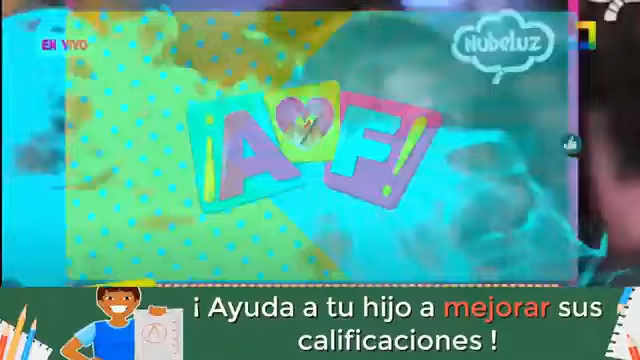 EN VIVO
Nubeluz
¡A♥F!
¡ Ayuda a tu hijo a mejorar sus
calificaciones !